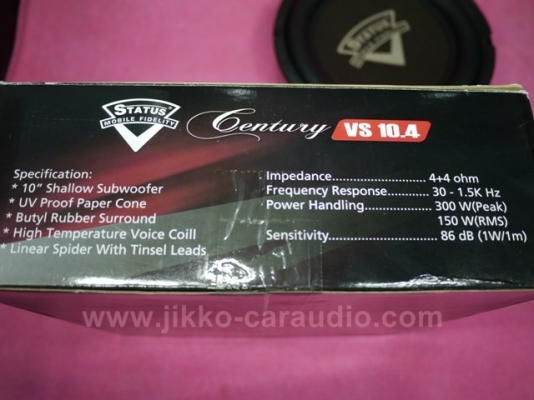 STATUS
STATUS
MOBILE FIDELITY
Century VS 10.4
Specification:
* 10" Shallow Subwoofer
* UV Proof Paper Cone
* Butyl Rubber Surround
* High Temperature Voice Coill
* Linear Spider With Tinsel Leads
Impedance........................ 4+4 ohm
Frequency Response........... 30 - 1.5K Hz
Power Handling.................. 300 W(Peak)
150 W(RMS)
Sensitivity........................... 86 dB (1W/1m)
www.jikko-caraudio.com